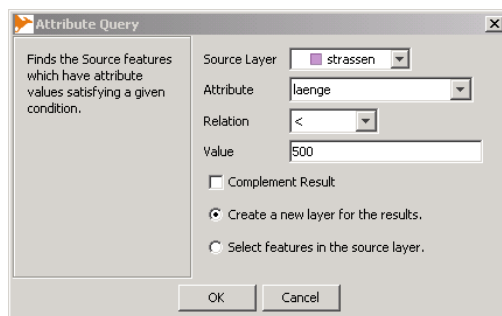 Attribute Query
Finds the Source features
which have attribute
values satisfying a given
condition.
Source Layer strassen
Attribute laenge
Relation <
Value 500
Complement Result
Create a new layer for the results.
Select features in the source layer.
OK Cancel